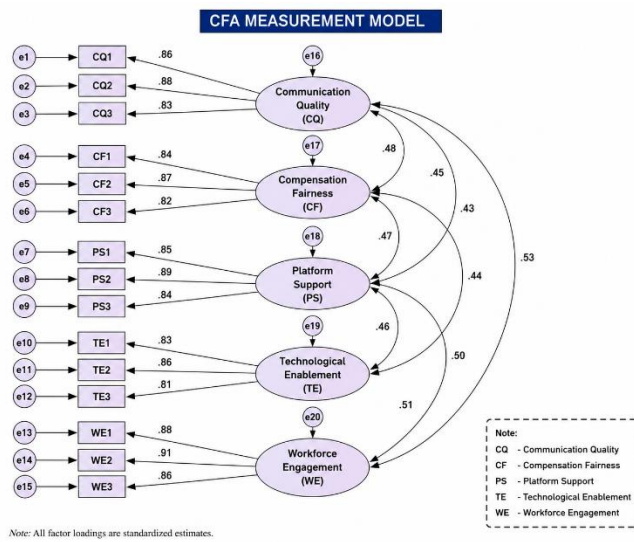 CFA MEASUREMENT MODEL
e1 CQ1 .86 e16
e2 CQ2 .88 Communication
Quality
(CQ)
e3 CQ3 .83
e17
.48 .45
e4 CF1 .84
e5 CF2 .87 Compensation
Fairness
(CF)
.43
e6 CF3 .82
e18
.47 .53
e7 PS1 .85
.44
e8 PS2 .89 Platform
Support
(PS)
e9 PS3 .84
e19
.46
e10 TE1 .83
.50
e11 TE2 .86 Technological
Enablement
(TE)
e12 TE3 .81
.51
e20
e13 WE1 .88
e14 WE2 .91 Workforce
Engagement
(WE)
e15 WE3 .86
Note:
CQ - Communication Quality
CF - Compensation Fairness
PS - Platform Support
TE - Technological Enablement
WE - Workforce Engagement
Note: All factor loadings are standardized estimates.